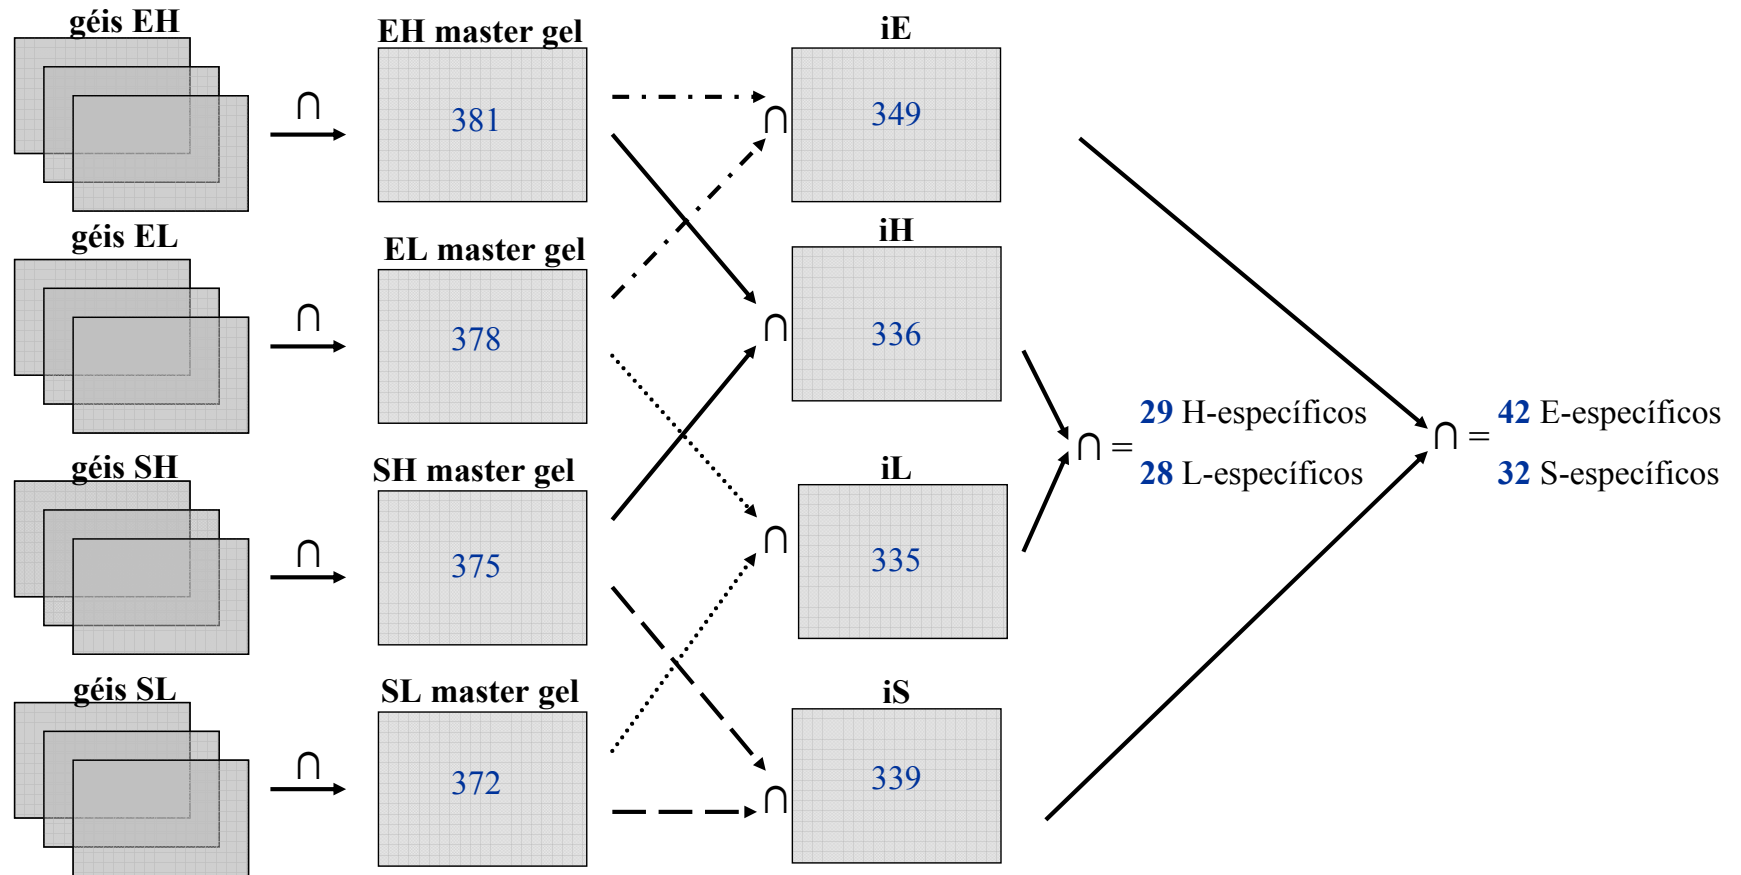 géis EH
EH master gel
iE
∩
381
∩
349
géis EL
EL master gel
iH
∩
378
∩
336
29 H-específicos
∩ =
28 L-específicos
42 E-específicos
∩ =
32 S-específicos
géis SH
SH master gel
iL
∩
375
∩
335
géis SL
SL master gel
iS
∩
372
∩
339